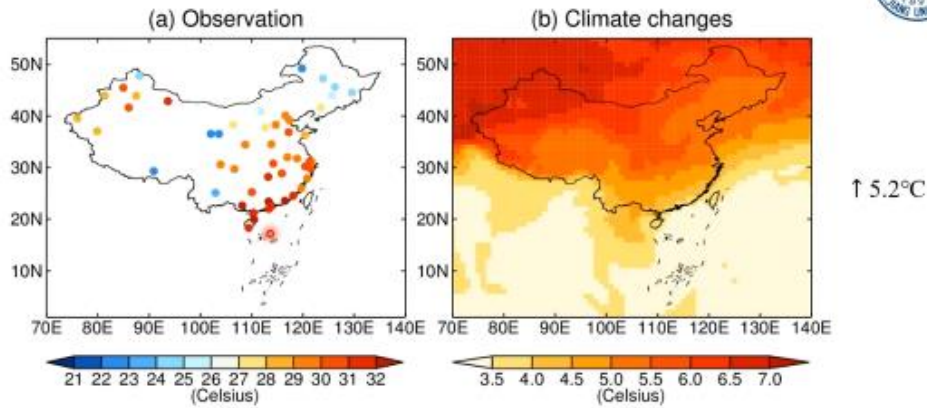 (a) Observation
(b) Climate changes
50N
40N
30N
20N
10N
70E 80E 90E 100E 110E 120E 130E 140E
50N
40N
30N
20N
10N
70E 80E 90E 100E 110E 120E 130E 140E
↑5.2°C
21 22 23 24 25 26 27 28 29 30 31 32
(Celsius)
3.5 4.0 4.5 5.0 5.5 6.0 6.5 7.0
(Celsius)